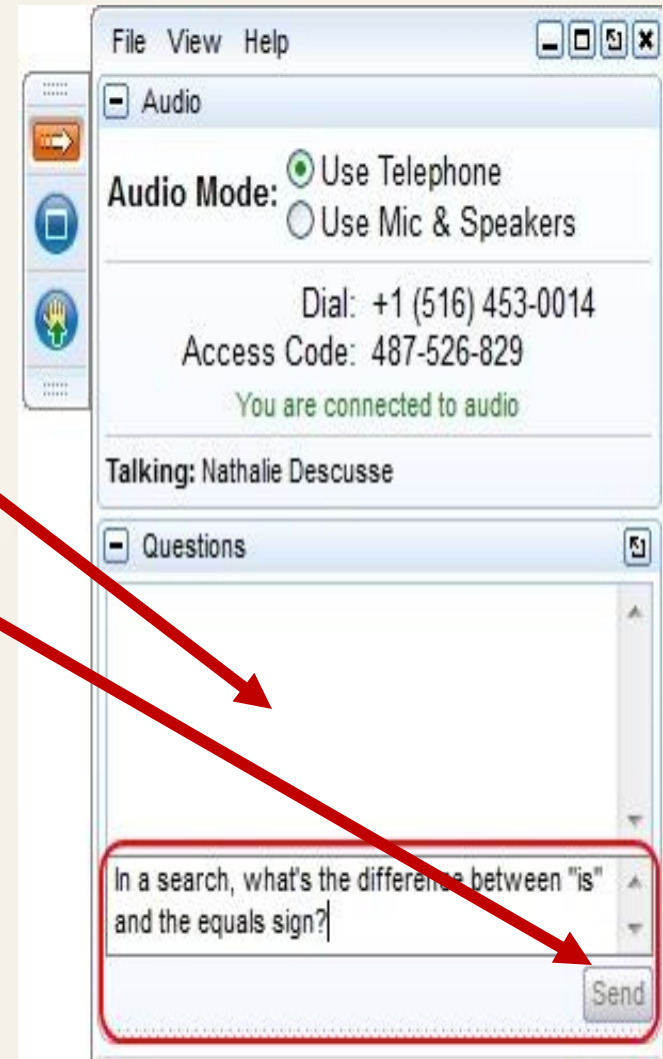 File View Help
Audio
Audio Mode: Use Telephone
Use Mic & Speakers
Dial: +1 (516) 453-0014
Access Code: 487-526-829
You are connected to audio
Talking: Nathalie Descusse
Questions
In a search, what's the difference between "is"
and the equals sign?
Send